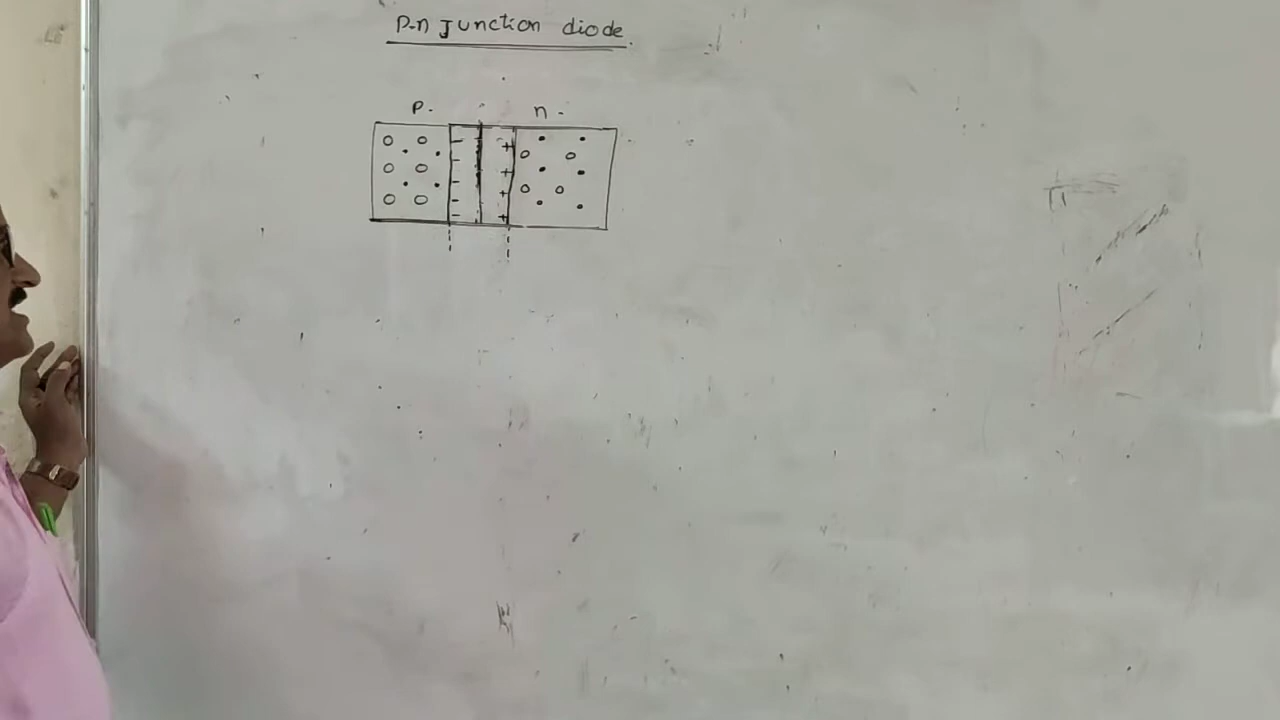 P-n Junction diode.
P- n-
- +
- +
- +
- +
-